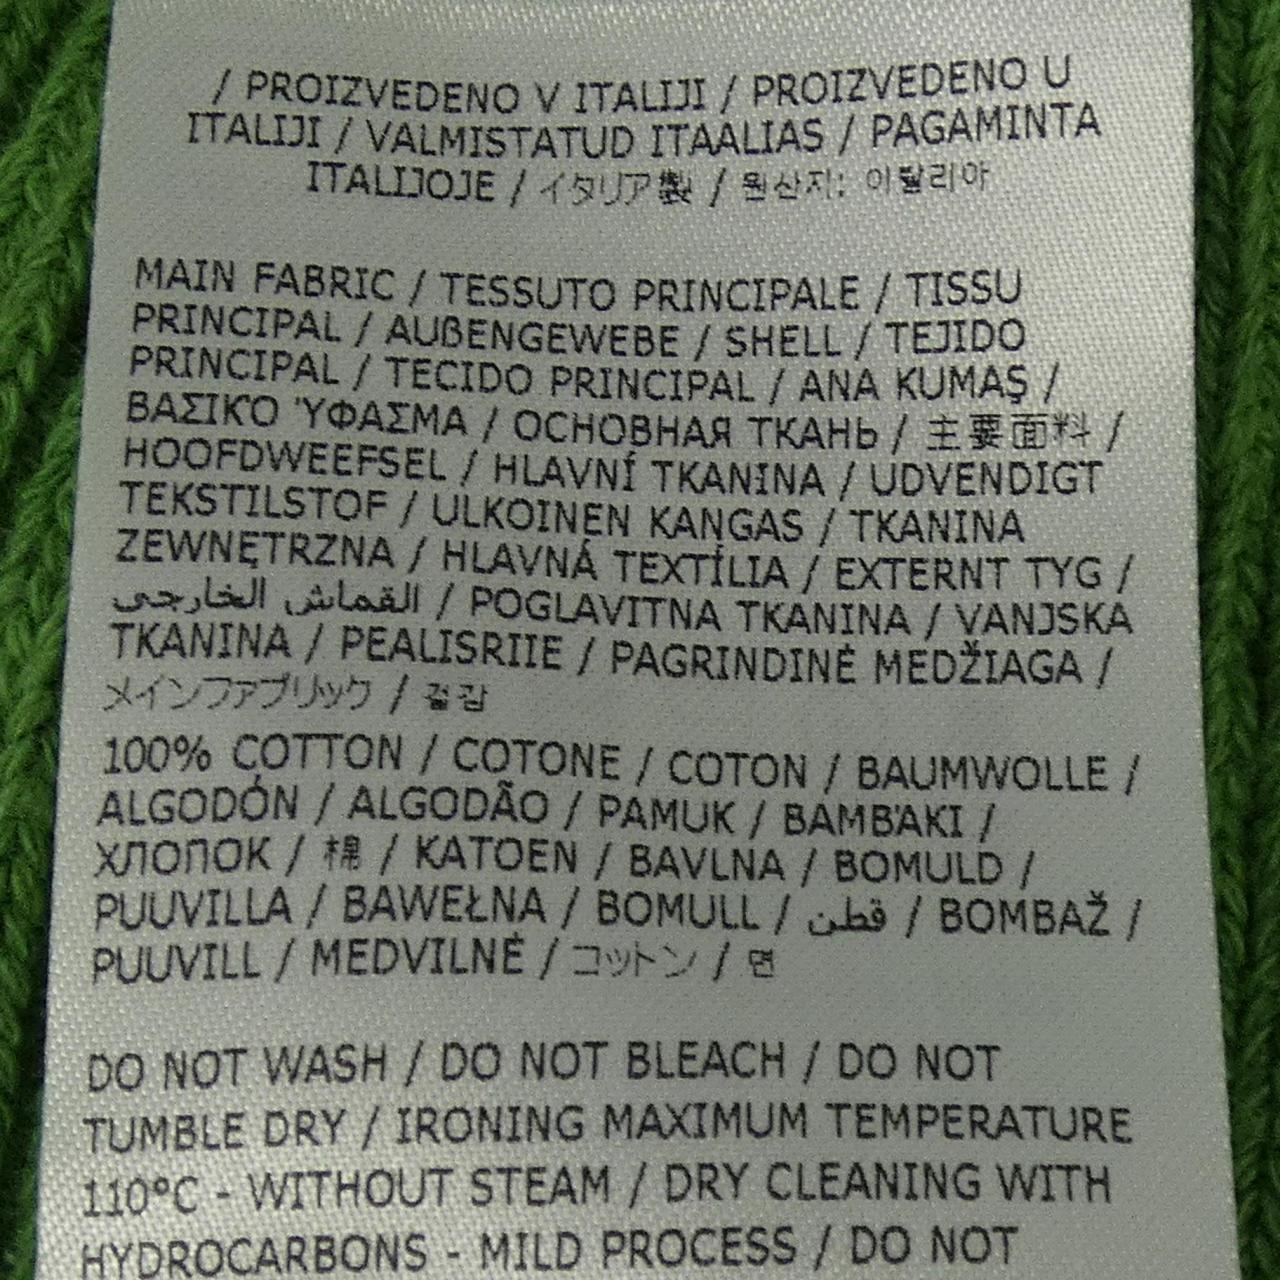 / PROIZVEDENO V ITALIJI / PROIZVEDENO U
ITALIJI / VALMISTATUD ITAALIAS / PAGAMINTA
ITALIJOJE / イタリア製 / 원산지: 이탈리아
MAIN FABRIC / TESSUTO PRINCIPALE / TISSU
PRINCIPAL / AUßENGEWEBE / SHELL / TEJIDO
PRINCIPAL / TECIDO PRINCIPAL / ANA KUMAŞ /
ΒΑΣΙΚ'Ο 'ΥΦΑΣΜΑ / ОСНОВНАЯ ТКАНЬ / 主要面料 /
HOOFDWEEFSEL / HLAVNÍ TKANINA / UDVENDIGT
TEKSTILSTOF / ULKOINEN KANGAS / TKANINA
ZEWNĘTRZNA / HLAVNÁ TEXTÍLIA / EXTERNT TYG /
القماش الخارجى / POGLAVITNA TKANINA / VANJSKA
TKANINA / PEALISRIIE / PAGRINDINĖ MEDŽIAGA /
メインファブリック / 겉감
100% COTTON / COTONE / COTON / BAUMWOLLE /
ALGODÓN / ALGODÃO / PAMUK / BAMB'AKI /
ХЛОПОК / 棉 / KATOEN / BAVLNA / BOMULD /
PUUVILLA / BAWEŁNA / BOMULL / قطن / BOMBAŽ /
PUUVILL / MEDVILNĖ / コットン / 면
DO NOT WASH / DO NOT BLEACH / DO NOT
TUMBLE DRY / IRONING MAXIMUM TEMPERATURE
110°C - WITHOUT STEAM / DRY CLEANING WITH
HYDROCARBONS - MILD PROCESS / DO NOT